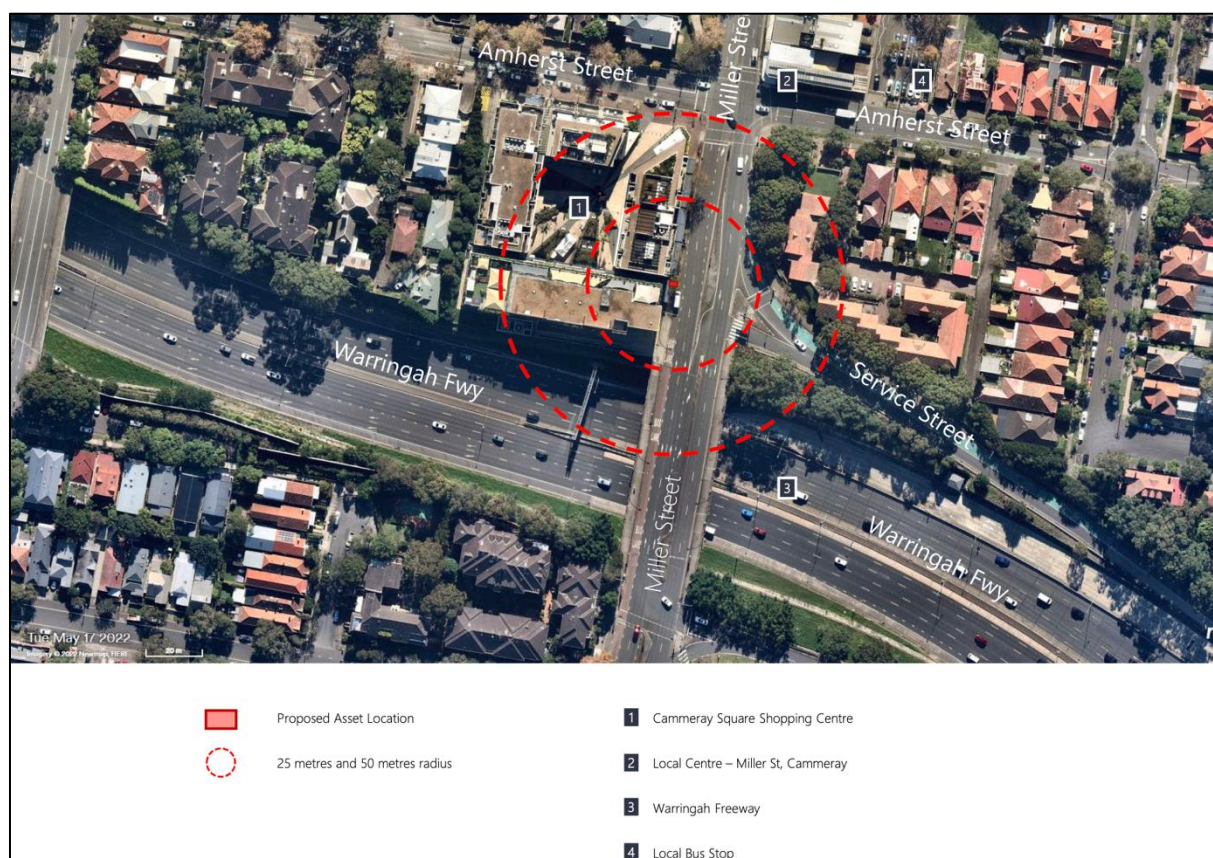 Amherst Street
Miller Stre
2
4
Amherst Street
1
Warringah Fwy
Service Street
3
Miller Street
Warringah Fwy
Tue May 17 2022
20 m
Proposed Asset Location
25 metres and 50 metres radius
1 Cammeray Square Shopping Centre
2 Local Centre – Miller St, Cammeray
3 Warringah Freeway
4 Local Bus Stop